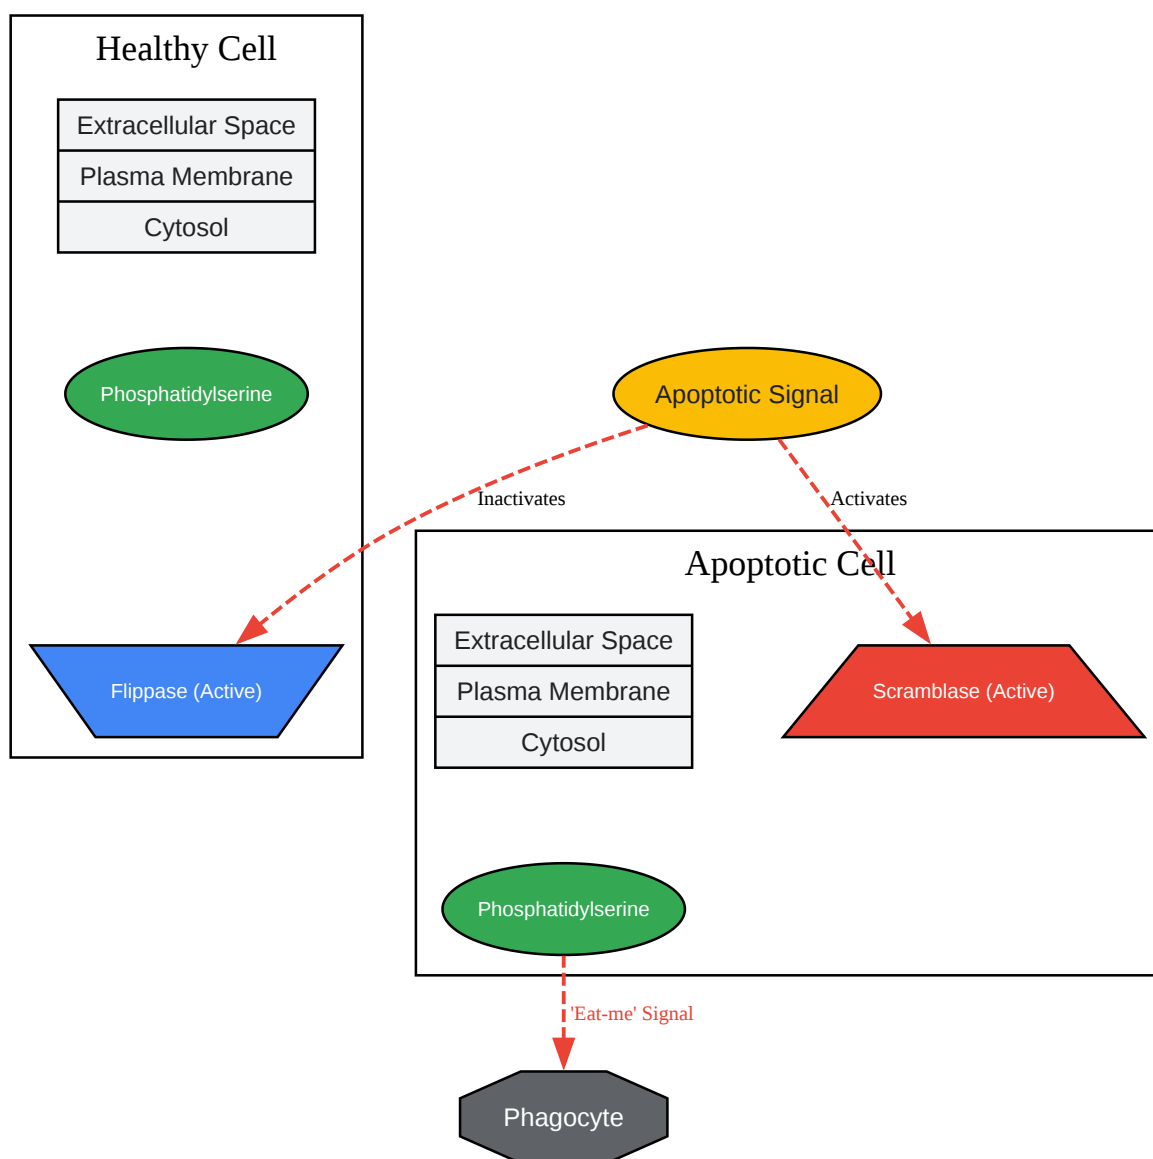 Healthy Cell
Extracellular Space
Plasma Membrane
Cytosol
Phosphatidylserine
Apoptotic Signal
Inactivates
Activates
Flippase (Active)
Apoptotic Cell
Extracellular Space
Plasma Membrane
Cytosol
Scramblase (Active)
Phosphatidylserine
'Eat-me' Signal
Phagocyte